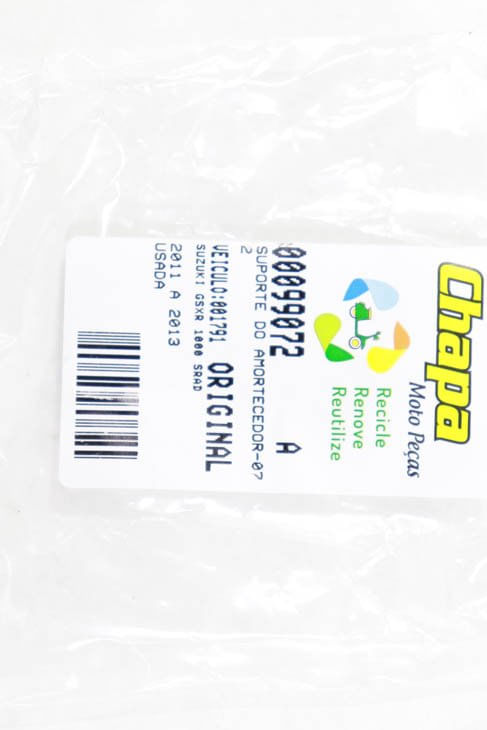 Chapa
Moto Peças
Recicle
Renove
Reutilize
00099072 A
SUPORTE DO AMORTECEDOR-07
2
VEICULO:001791 ORIGINAL
SUZUKI GSXR 1000 SRAD
2011 A 2013
USADA